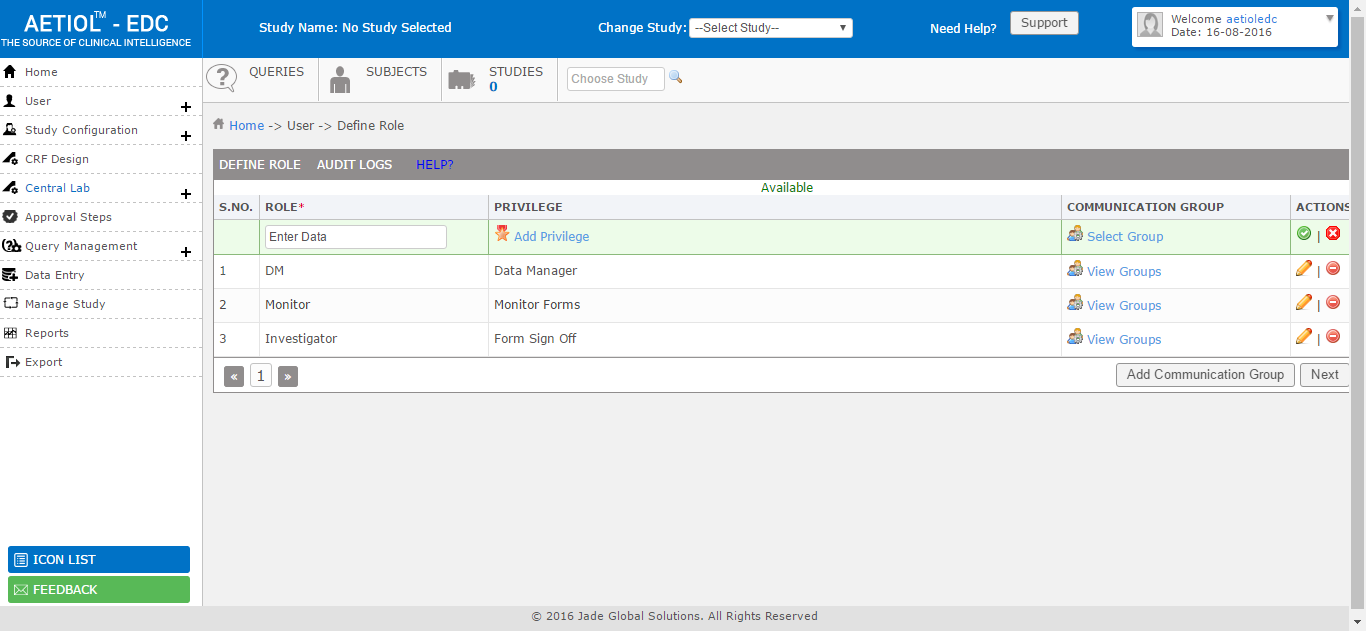 AETIOL™ - EDC
THE SOURCE OF CLINICAL INTELLIGENCE
Study Name: No Study Selected
Change Study: --Select Study--
Need Help?
Support
Welcome aetioledc
Date: 16-08-2016
Home
User
Study Configuration
CRF Design
Central Lab
Approval Steps
Query Management
Data Entry
Manage Study
Reports
Export
ICON LIST
FEEDBACK
QUERIES
SUBJECTS
STUDIES
0
Choose Study
Home -> User -> Define Role
DEFINE ROLE AUDIT LOGS HELP?
Available
S.NO. ROLE* PRIVILEGE COMMUNICATION GROUP ACTIONS
Enter Data Add Privilege Select Group |
1 DM Data Manager View Groups |
2 Monitor Monitor Forms View Groups |
3 Investigator Form Sign Off View Groups |
« 1 » Add Communication Group Next
© 2016 Jade Global Solutions. All Rights Reserved